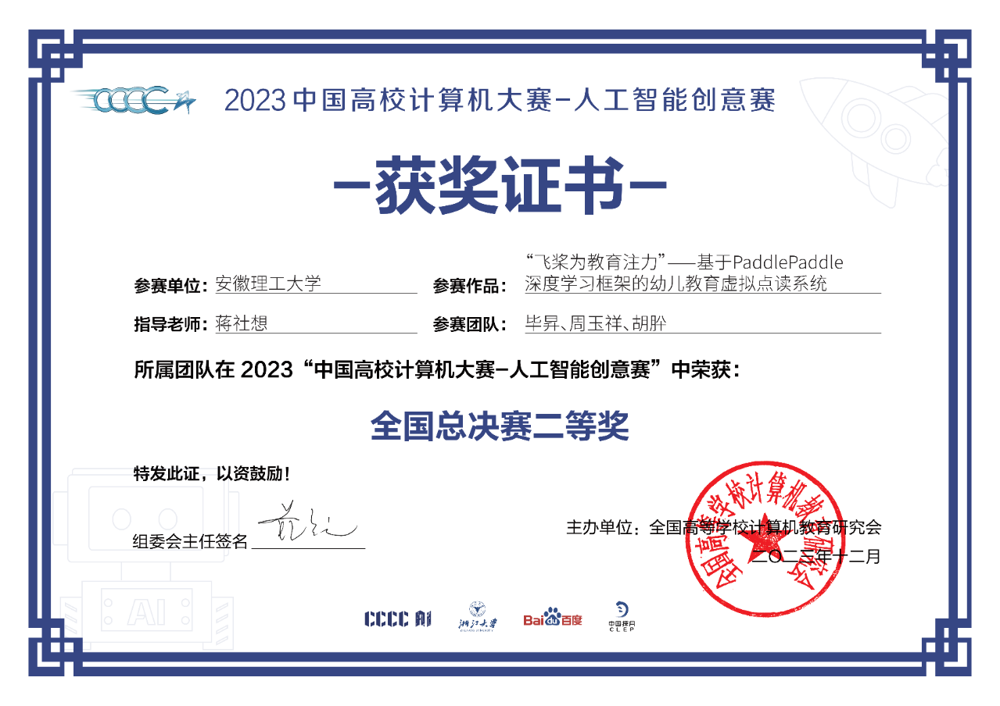 CCCC
2023中国高校计算机大赛-人工智能创意赛
-获奖证书-
“飞桨为教育注力”——基于PaddlePaddle
参赛单位：安徽理工大学 参赛作品：深度学习框架的幼儿教育虚拟点读系统
指导老师：蒋社想 参赛团队：毕昇、周玉祥、胡肸
所属团队在 2023“中国高校计算机大赛-人工智能创意赛”中荣获：
全国总决赛二等奖
特发此证，以资鼓励！
组委会主任签名
主办单位：全国高等学校计算机教育研究会
二〇二三年十二月
全国高等学校计算机教育研究会
AI
CCCC AI
浙江大学
Bai du 百度
中国探月
CLEP